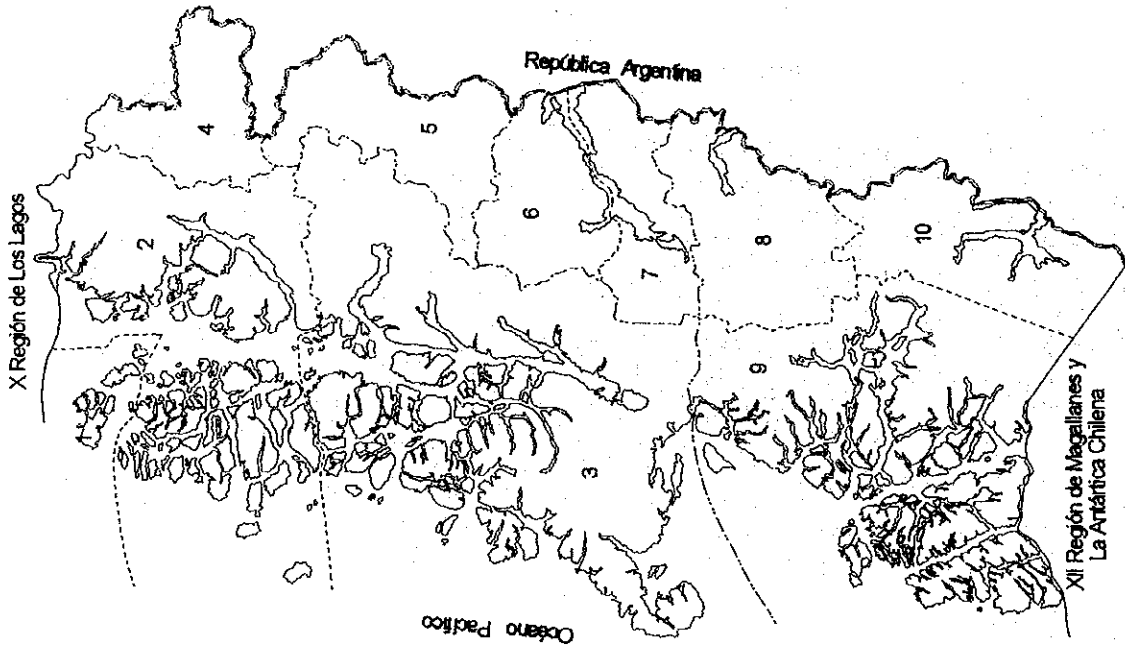 X Región de Los Lagos
República Argentina
Océano Pacífico
4
2
5
6
7
8
3
9
10
XII Región de Magallanes y
La Antártica Chilena